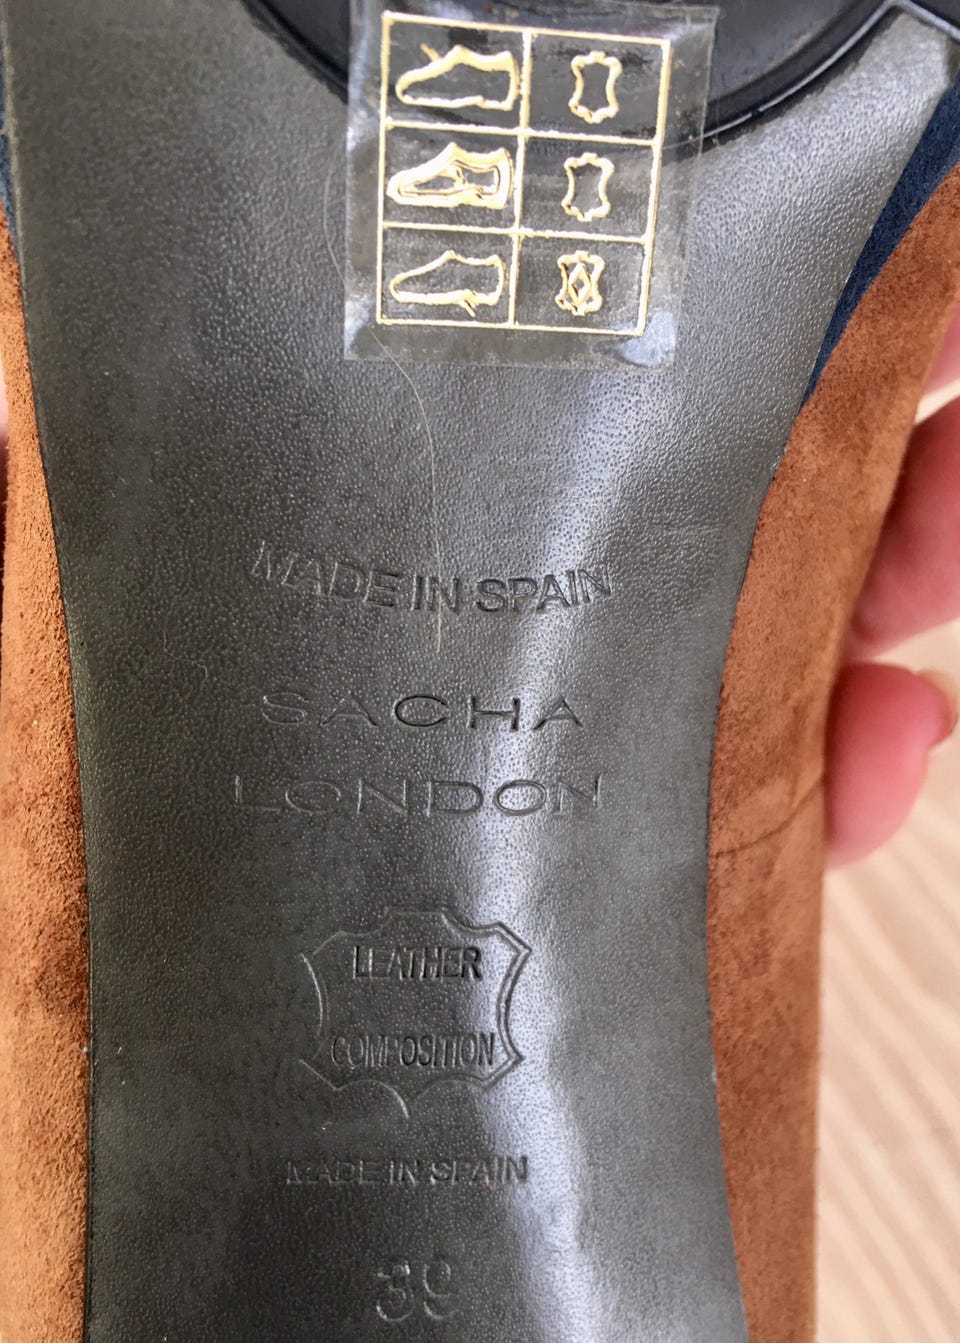 MADE IN SPAIN
SACHA
LONDON
LEATHER
COMPOSITION
MADE IN SPAIN
39